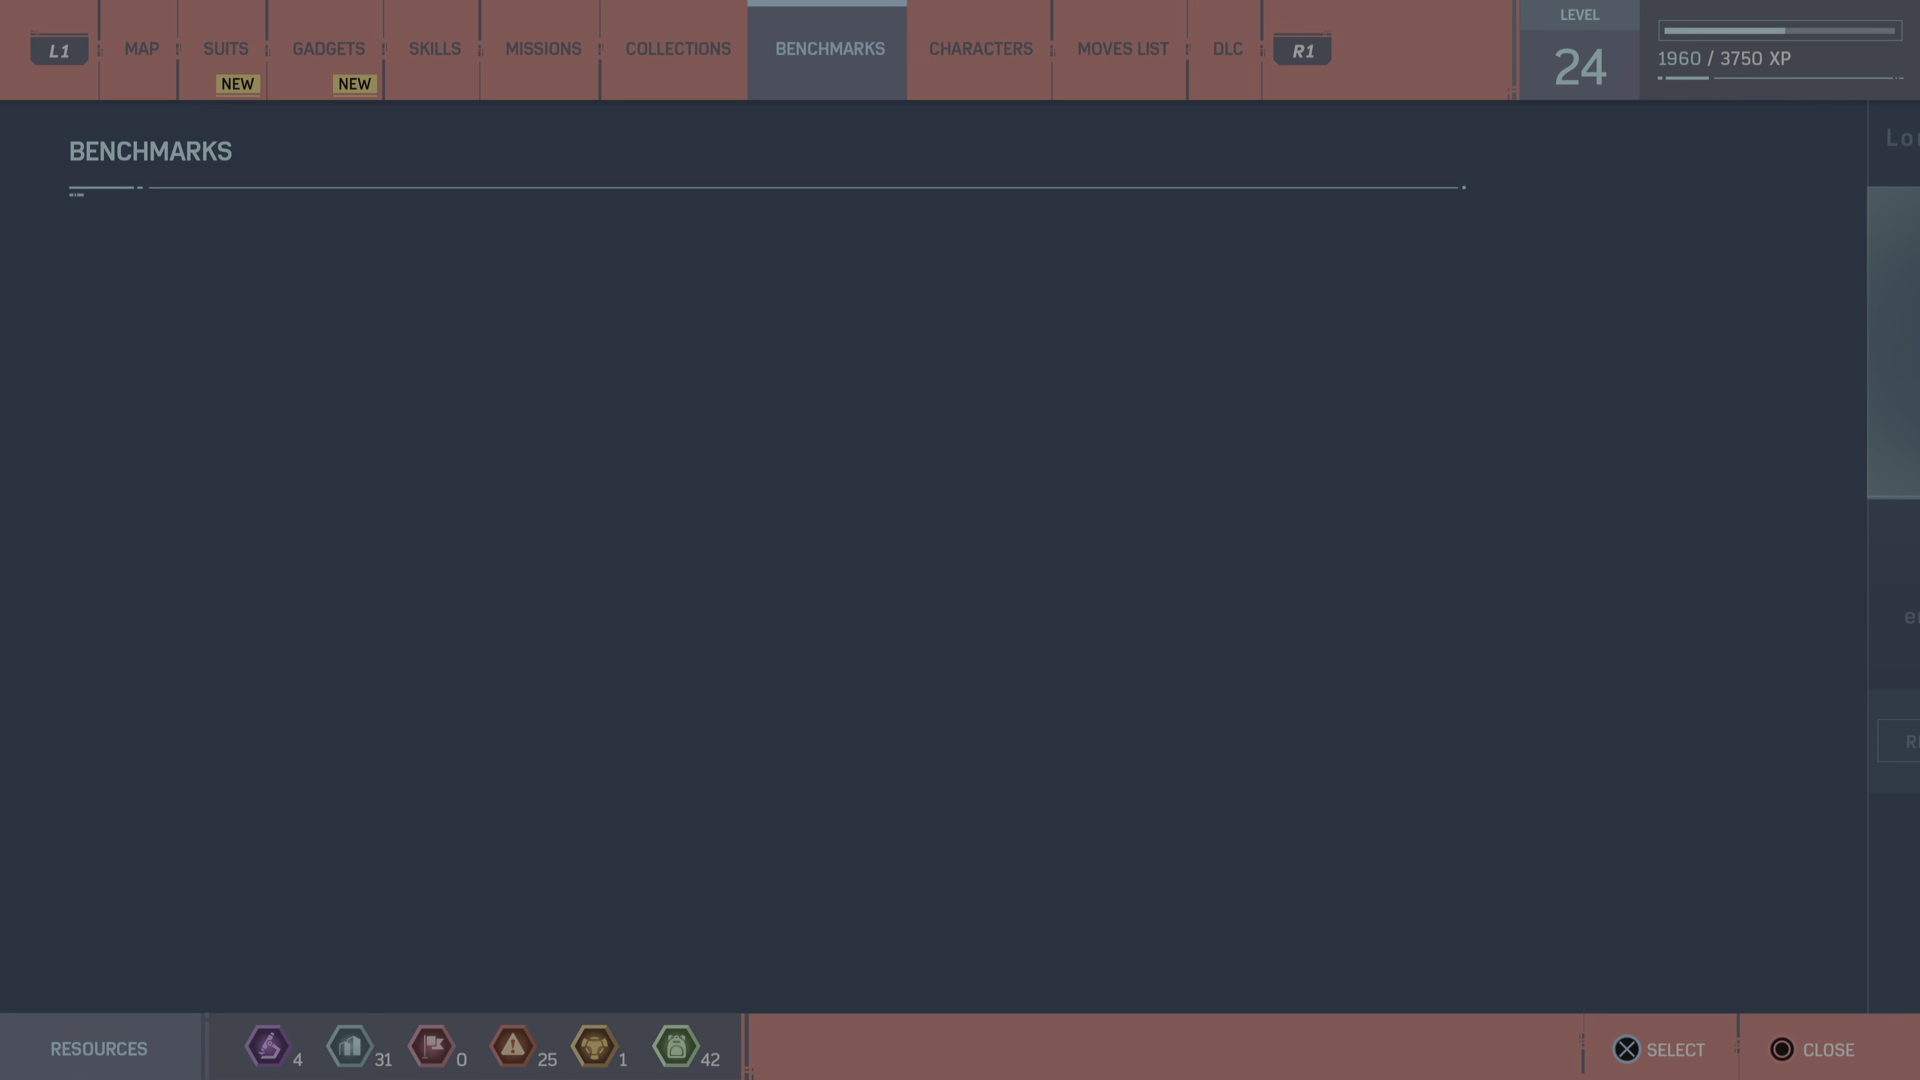 L1 MAP SUITS GADGETS SKILLS MISSIONS COLLECTIONS BENCHMARKS CHARACTERS MOVES LIST DLC R1
NEW NEW
LEVEL
24
1960 / 3750 XP
BENCHMARKS
RESOURCES 4 31 0 25 1 42
SELECT CLOSE